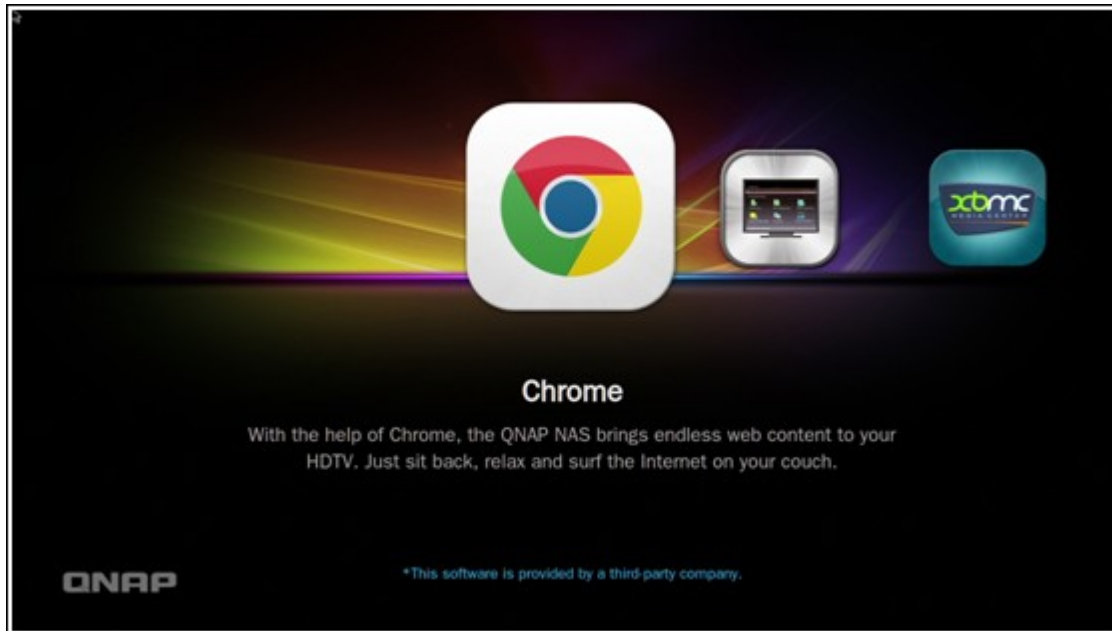 xbmc
MEDIA CENTER
Chrome
With the help of Chrome, the QNAP NAS brings endless web content to your
HDTV. Just sit back, relax and surf the Internet on your couch.
*This software is provided by a third-party company.
QNAP